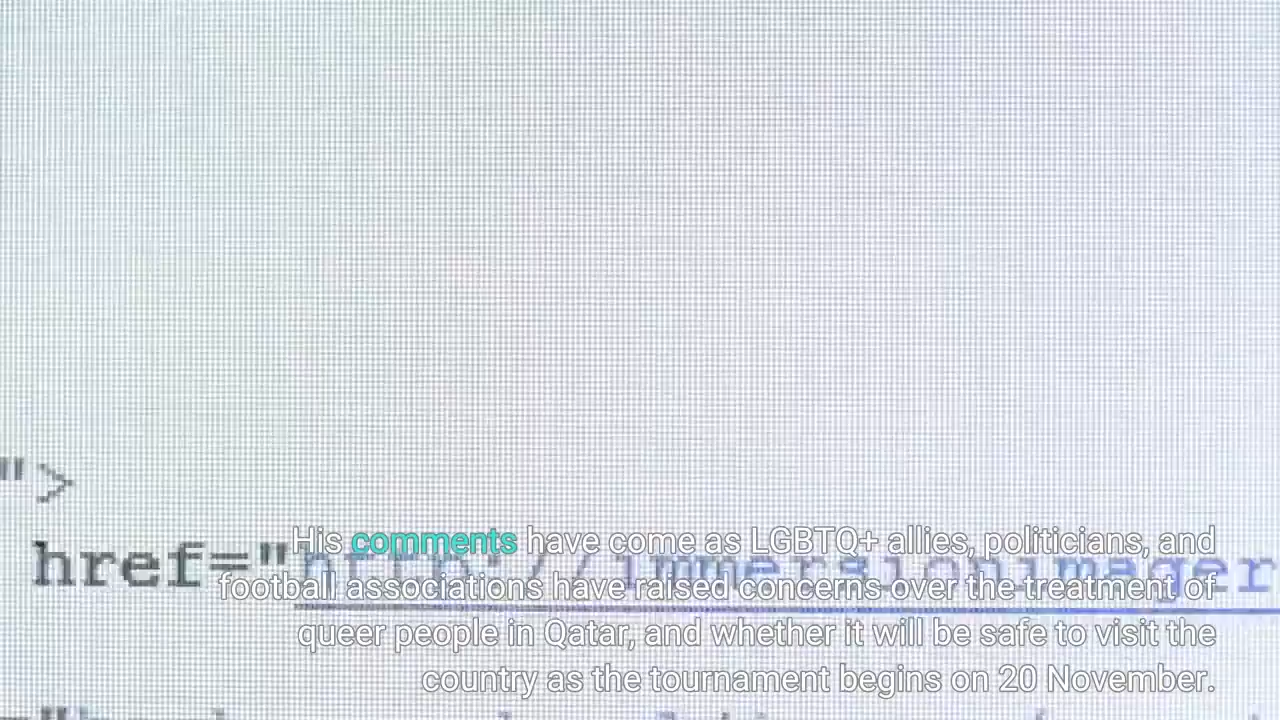 ">
href="http://immersionimager
His comments have come as LGBTQ+ allies, politicians, and
football associations have raised concerns over the treatment of
queer people in Qatar, and whether it will be safe to visit the
country as the tournament begins on 20 November.